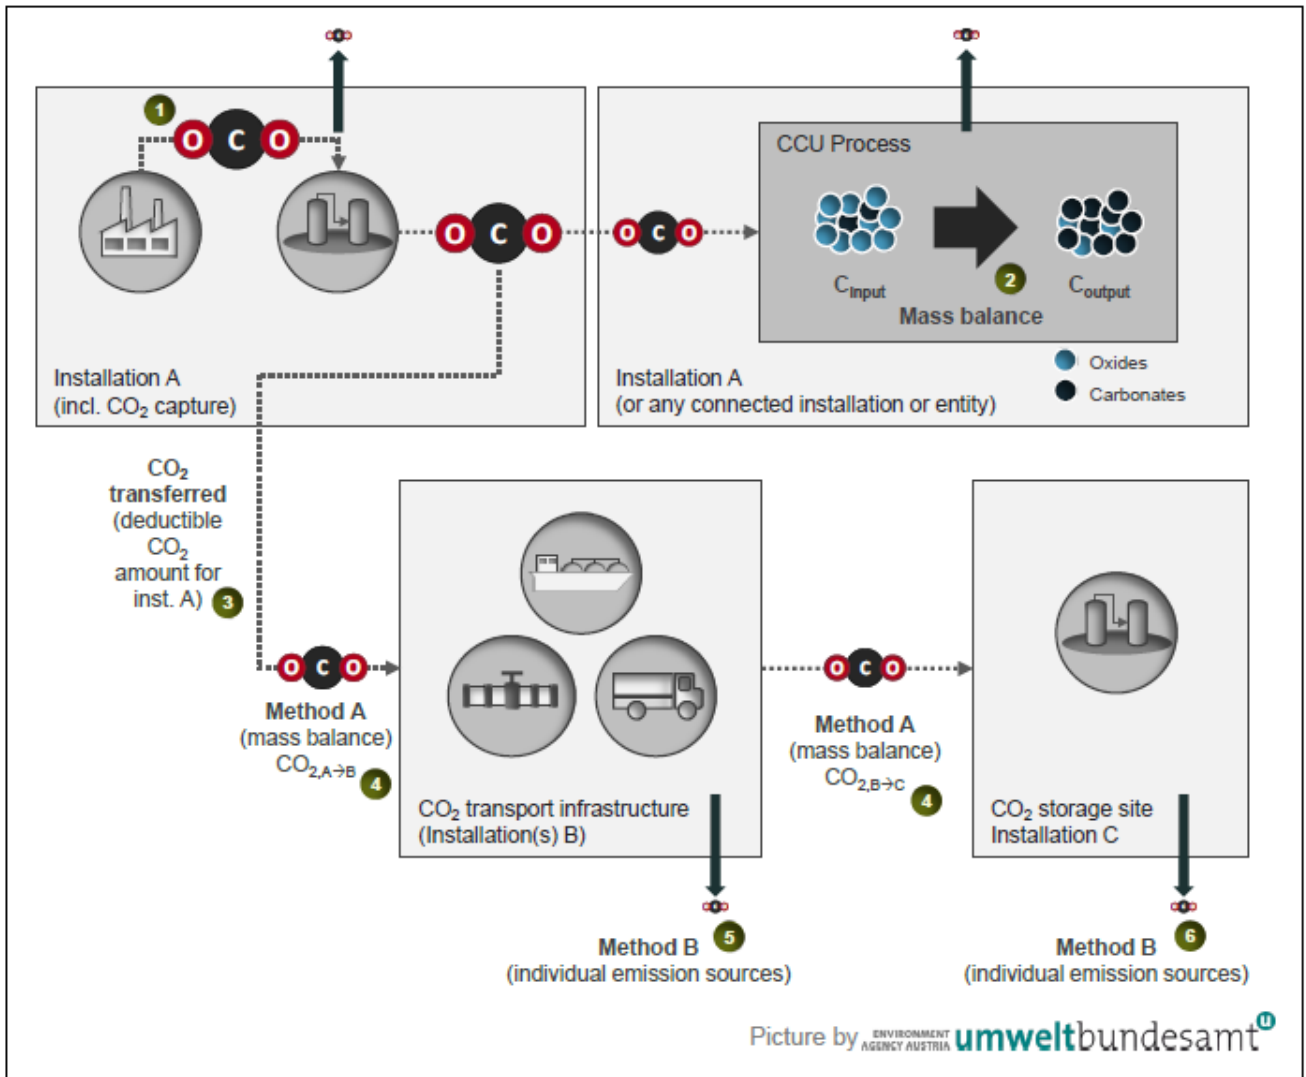 1
O C O
O C O
O C O
CCU Process
C_input
C_output
2
Mass balance
Oxides
Carbonates
Installation A
(incl. CO₂ capture)
Installation A
(or any connected installation or entity)
CO₂
transferred
(deductible
CO₂
amount for
inst. A)
3
O C O
Method A
(mass balance)
CO₂,A→B
4
CO₂ transport infrastructure
(Installation(s) B)
O C O
Method A
(mass balance)
CO₂,B→C
4
CO₂ storage site
Installation C
Method B
5
(individual emission sources)
Method B
6
(individual emission sources)
Picture by ENVIRONMENT
AGENCY AUSTRIA umweltbundesamt u